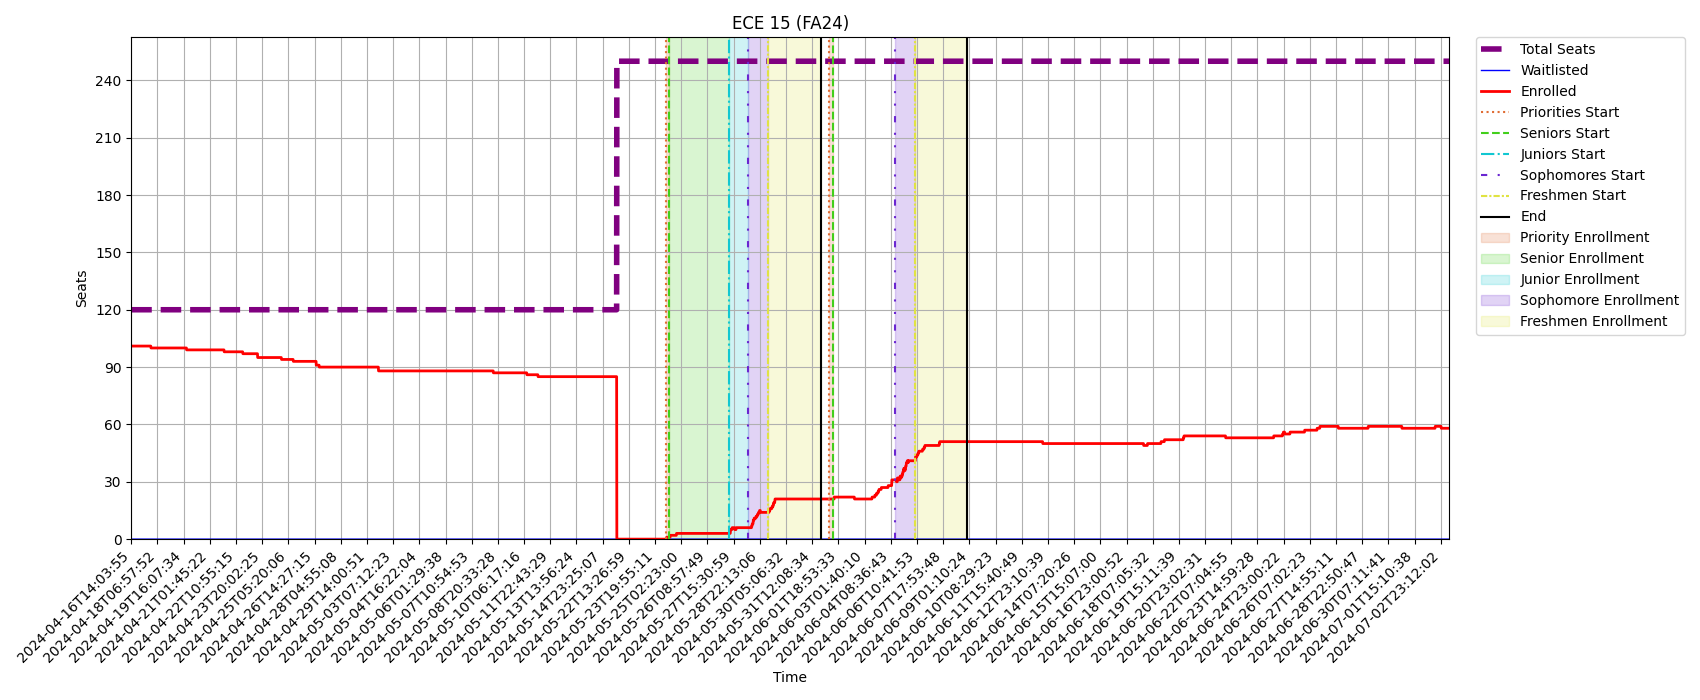 ECE 15 (FA24)
Total Seats
Waitlisted
Enrolled
Priorities Start
Seniors Start
Juniors Start
Sophomores Start
Freshmen Start
End
Priority Enrollment
Senior Enrollment
Junior Enrollment
Sophomore Enrollment
Freshmen Enrollment
Seats
240
210
180
150
120
90
60
30
0
2024-04-16T14:03:55
2024-04-18T06:57:52
2024-04-19T16:07:34
2024-04-21T01:45:22
2024-04-22T10:55:15
2024-04-23T20:02:25
2024-04-25T05:20:06
2024-04-26T14:27:15
2024-04-28T04:55:08
2024-04-29T14:00:51
2024-05-03T07:12:23
2024-05-04T16:22:04
2024-05-06T01:29:38
2024-05-07T10:54:53
2024-05-08T20:33:28
2024-05-10T06:17:16
2024-05-11T22:43:29
2024-05-13T13:56:24
2024-05-14T23:25:07
2024-05-22T13:26:59
2024-05-23T19:55:11
2024-05-25T02:23:00
2024-05-26T08:57:49
2024-05-27T15:30:59
2024-05-28T22:13:06
2024-05-30T05:06:32
2024-05-31T12:08:34
2024-06-01T18:53:33
2024-06-03T01:40:10
2024-06-04T08:36:43
2024-06-06T10:41:53
2024-06-07T17:53:48
2024-06-09T01:10:24
2024-06-10T08:29:23
2024-06-11T15:40:49
2024-06-12T23:10:39
2024-06-14T07:20:26
2024-06-15T15:07:00
2024-06-16T23:00:52
2024-06-18T07:05:32
2024-06-19T15:11:39
2024-06-20T23:02:31
2024-06-22T07:04:55
2024-06-23T14:59:28
2024-06-24T23:00:22
2024-06-26T07:02:23
2024-06-27T14:55:11
2024-06-28T22:50:47
2024-06-30T07:11:41
2024-07-01T15:10:38
2024-07-02T23:12:02
Time